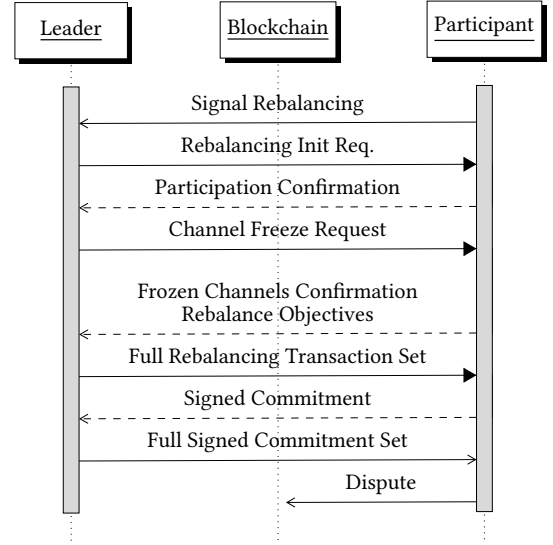 Leader
Blockchain
Participant
Signal Rebalancing
Rebalancing Init Req.
Participation Confirmation
Channel Freeze Request
Frozen Channels Confirmation
Rebalance Objectives
Full Rebalancing Transaction Set
Signed Commitment
Full Signed Commitment Set
Dispute